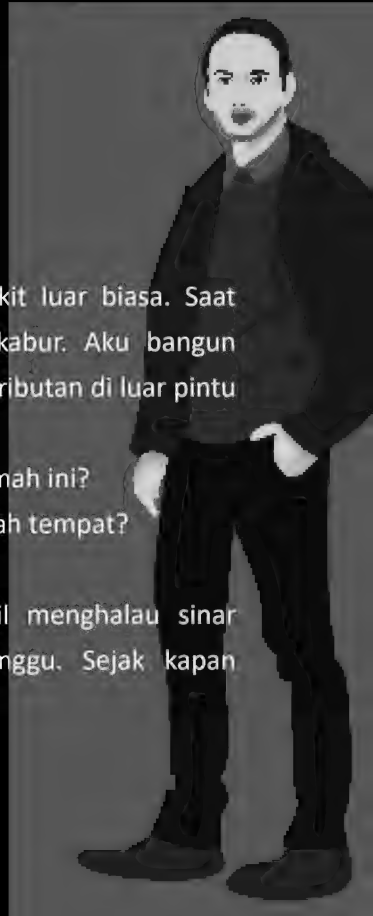 kit luar biasa. Saat
kabur. Aku bangun
ributan di luar pintu
mah ini?
ah tempat?
il menghalau sinar
nggu. Sejak kapan